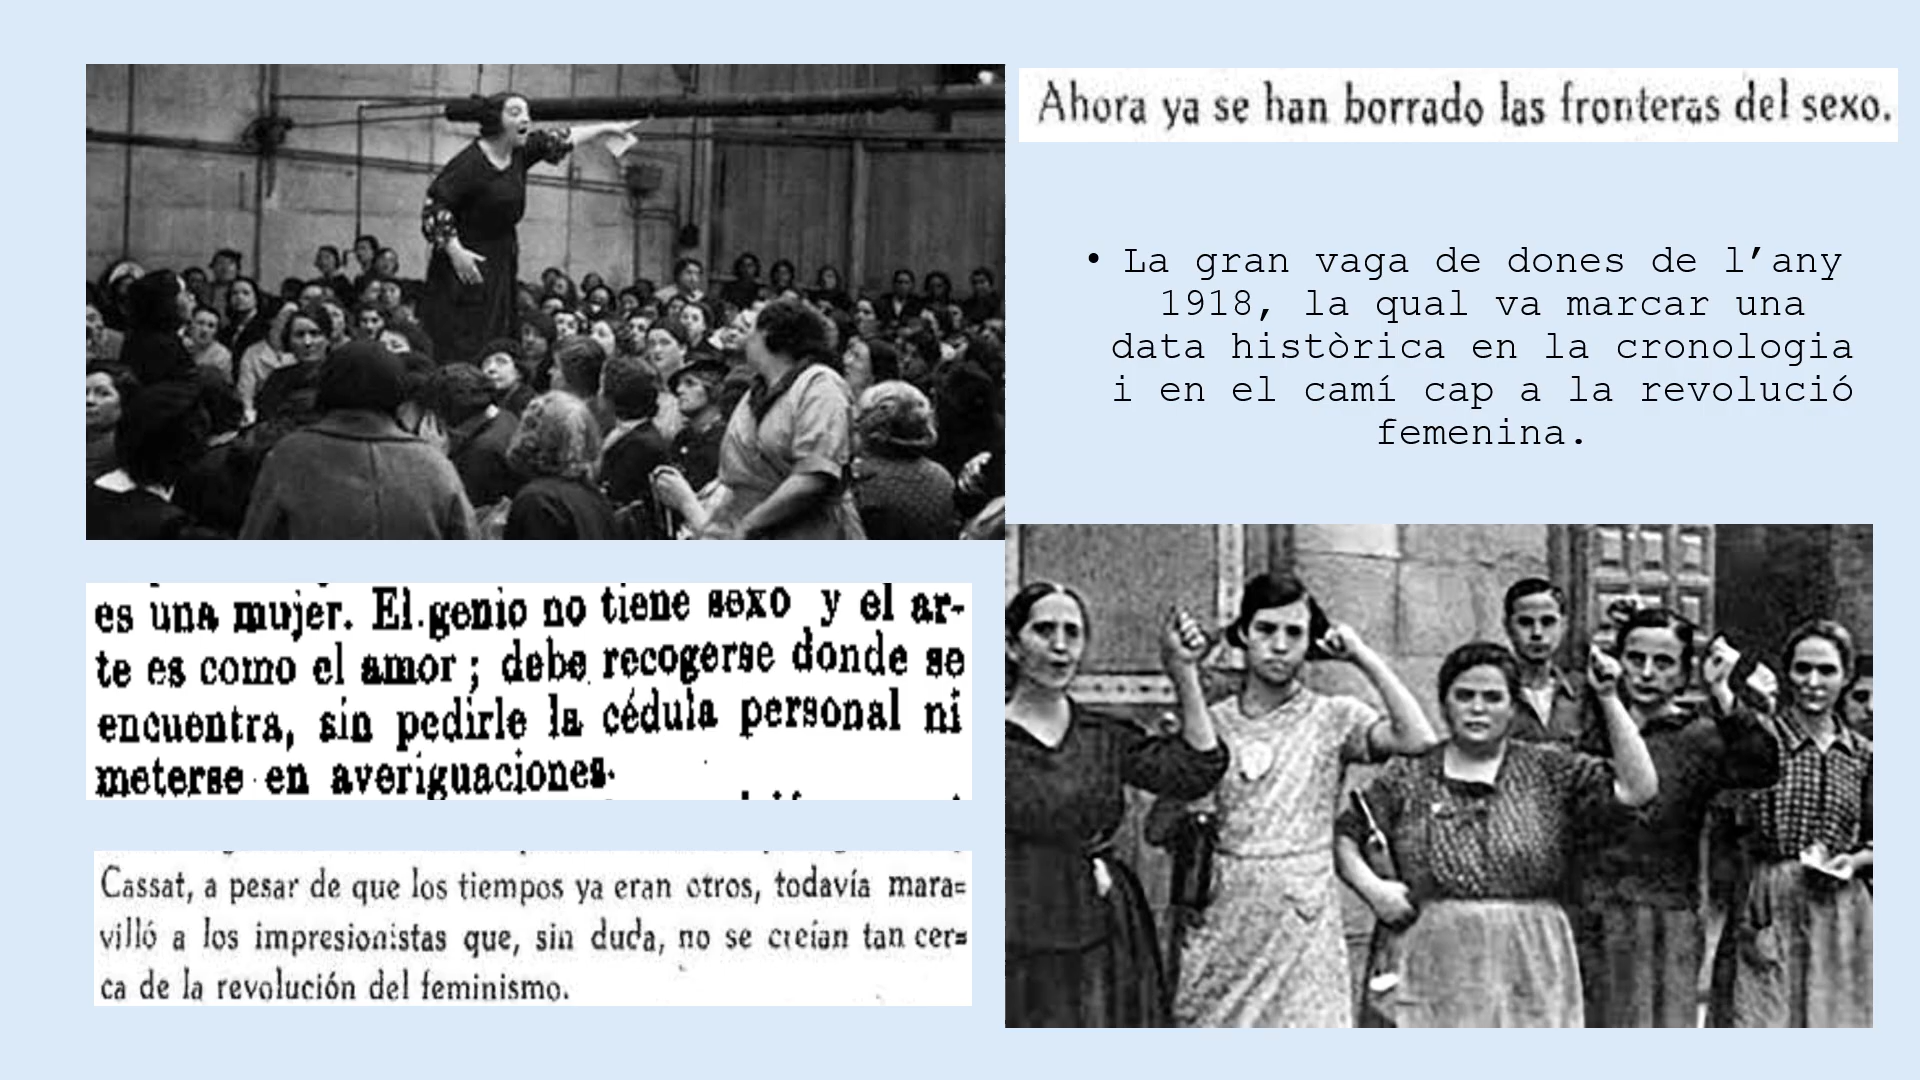 Ahora ya se han borrado las fronteras del sexo.
• La gran vaga de dones de l’any
1918, la qual va marcar una
data històrica en la cronologia
i en el camí cap a la revolució
femenina.
es una mujer. El genio no tiene sexo y el ar-
te es como el amor ; debe recogerse donde se
encuentra, sin pedirle la cédula personal ni
meterse en averiguaciones.
Cassat, a pesar de que los tiempos ya eran otros, todavía mara=
villó a los impresionistas que, sin duda, no se creían tan cer=
ca de la revolución del feminismo.